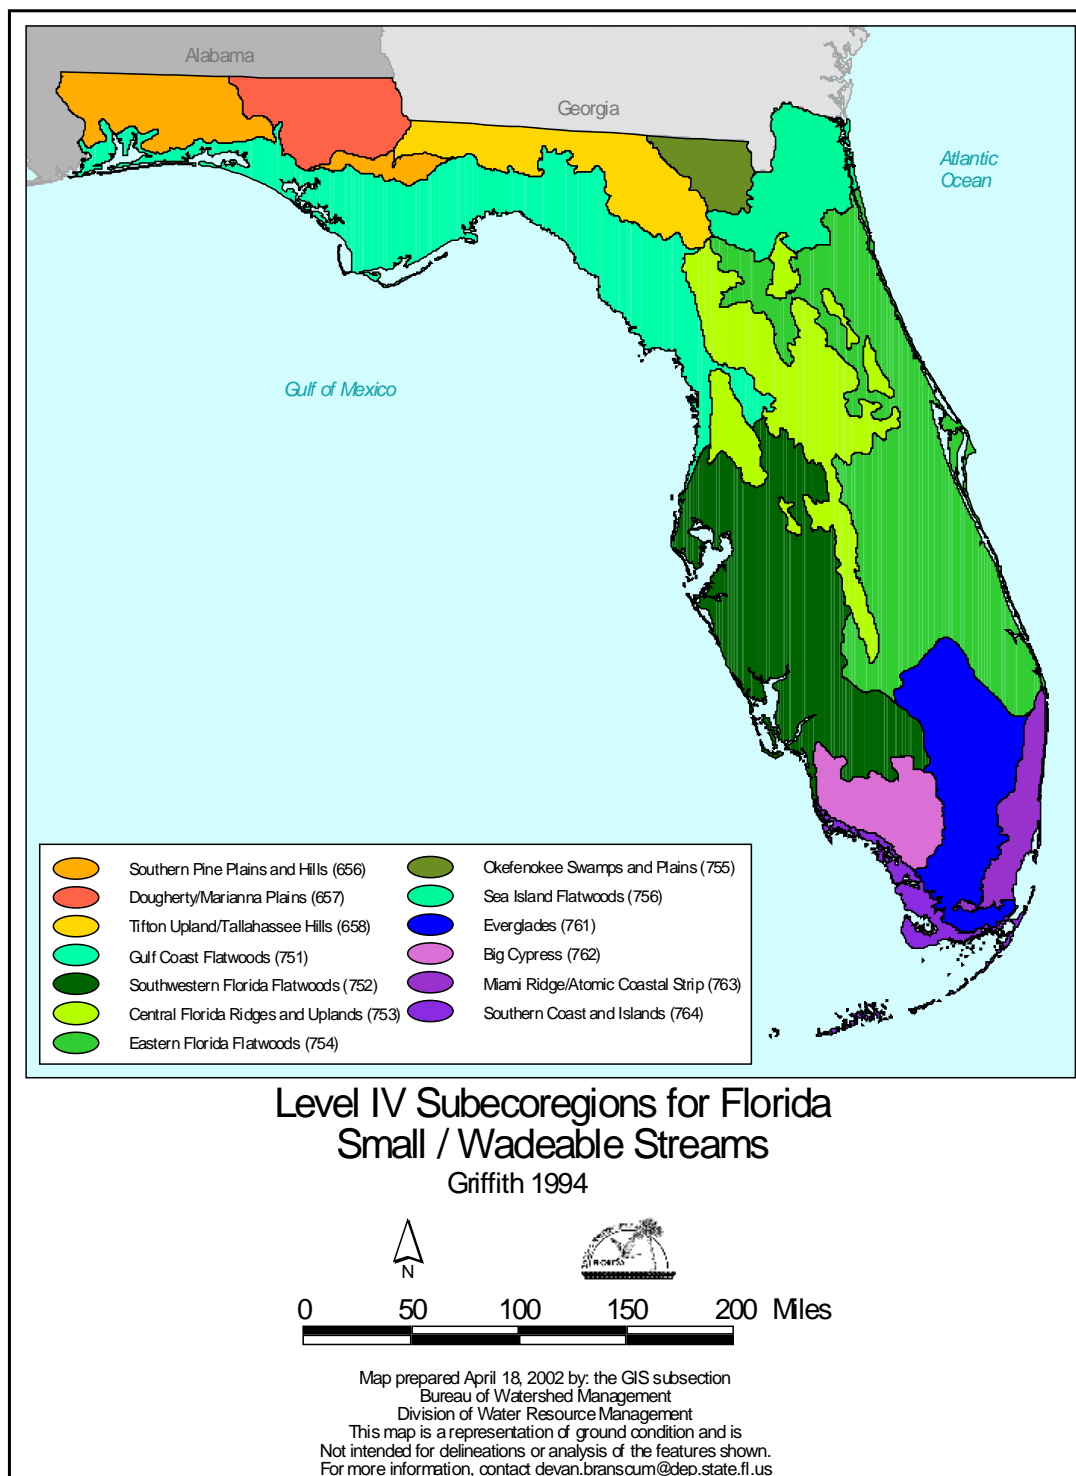 Alabama
Georgia
Atlantic
Ocean
Gulf of Mexico
Southern Pine Plains and Hills (656)
Dougherty/Marianna Plains (657)
Tifton Upland/Tallahassee Hills (658)
Gulf Coast Flatwoods (751)
Southwestern Florida Flatwoods (752)
Central Florida Ridges and Uplands (753)
Eastern Florida Flatwoods (754)
Okefenokee Swamps and Plains (755)
Sea Island Flatwoods (756)
Everglades (761)
Big Cypress (762)
Miami Ridge/Atomic Coastal Strip (763)
Southern Coast and Islands (764)
Level IV Subecoregions for Florida
Small / Wadeable Streams
Griffith 1994
N
FLORIDA
0 50 100 150 200 Miles
Map prepared April 18, 2002 by: the GIS subsection
Bureau of Watershed Management
Division of Water Resource Management
This map is a representation of ground condition and is
Not intended for delineations or analysis of the features shown.
For more information, contact devan.branscum@dep.state.fl.us